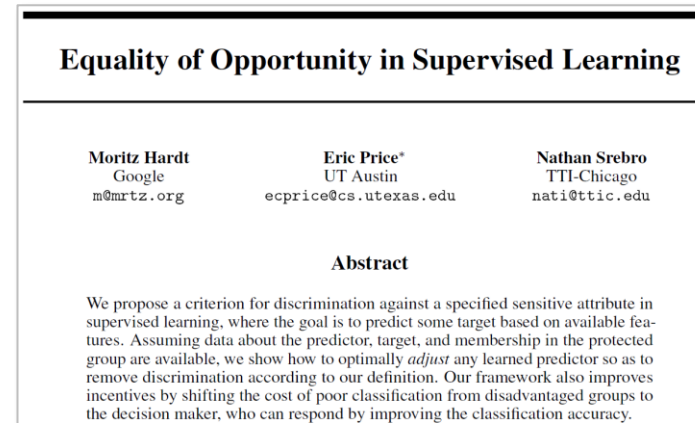 Equality of Opportunity in Supervised Learning
Moritz Hardt
Google
m@mrtz.org
Eric Price*
UT Austin
ecprice@cs.utexas.edu
Nathan Srebro
TTI-Chicago
nati@ttic.edu
Abstract
We propose a criterion for discrimination against a specified sensitive attribute in
supervised learning, where the goal is to predict some target based on available fea-
tures. Assuming data about the predictor, target, and membership in the protected
group are available, we show how to optimally adjust any learned predictor so as to
remove discrimination according to our definition. Our framework also improves
incentives by shifting the cost of poor classification from disadvantaged groups to
the decision maker, who can respond by improving the classification accuracy.